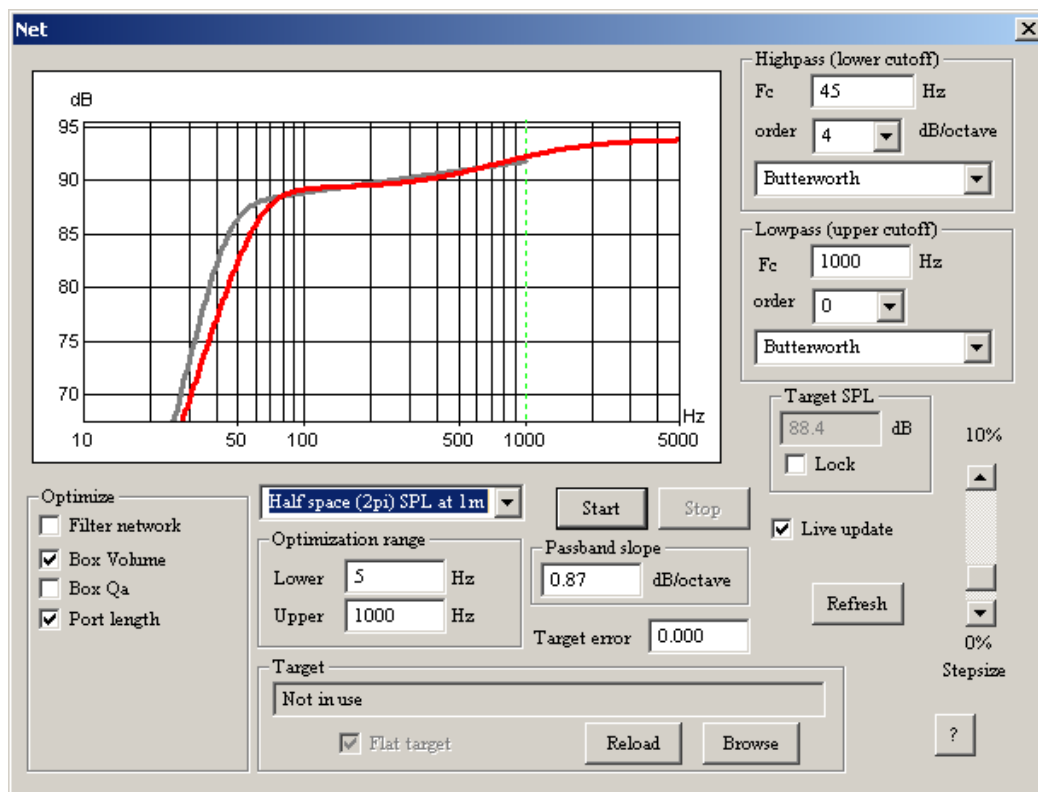 Net
dB
95
90
85
80
75
70
Hz
10 50 100 500 1000 5000
Highpass (lower cutoff)
Fc 45 Hz
order 4 dB/octave
Butterworth
Lowpass (upper cutoff)
Fc 1000 Hz
order 0
Butterworth
Target SPL
88.4 dB
Lock
10%
Optimize
Filter network
Box Volume
Box Qa
Port length
Half space (2pi) SPL at 1m
Start
Stop
Live update
Optimization range
Lower 5 Hz
Upper 1000 Hz
Passband slope
0.87 dB/octave
Target error 0.000
Refresh
0%
Stepsize
Target
Not in use
Flat target
Reload
Browse
?